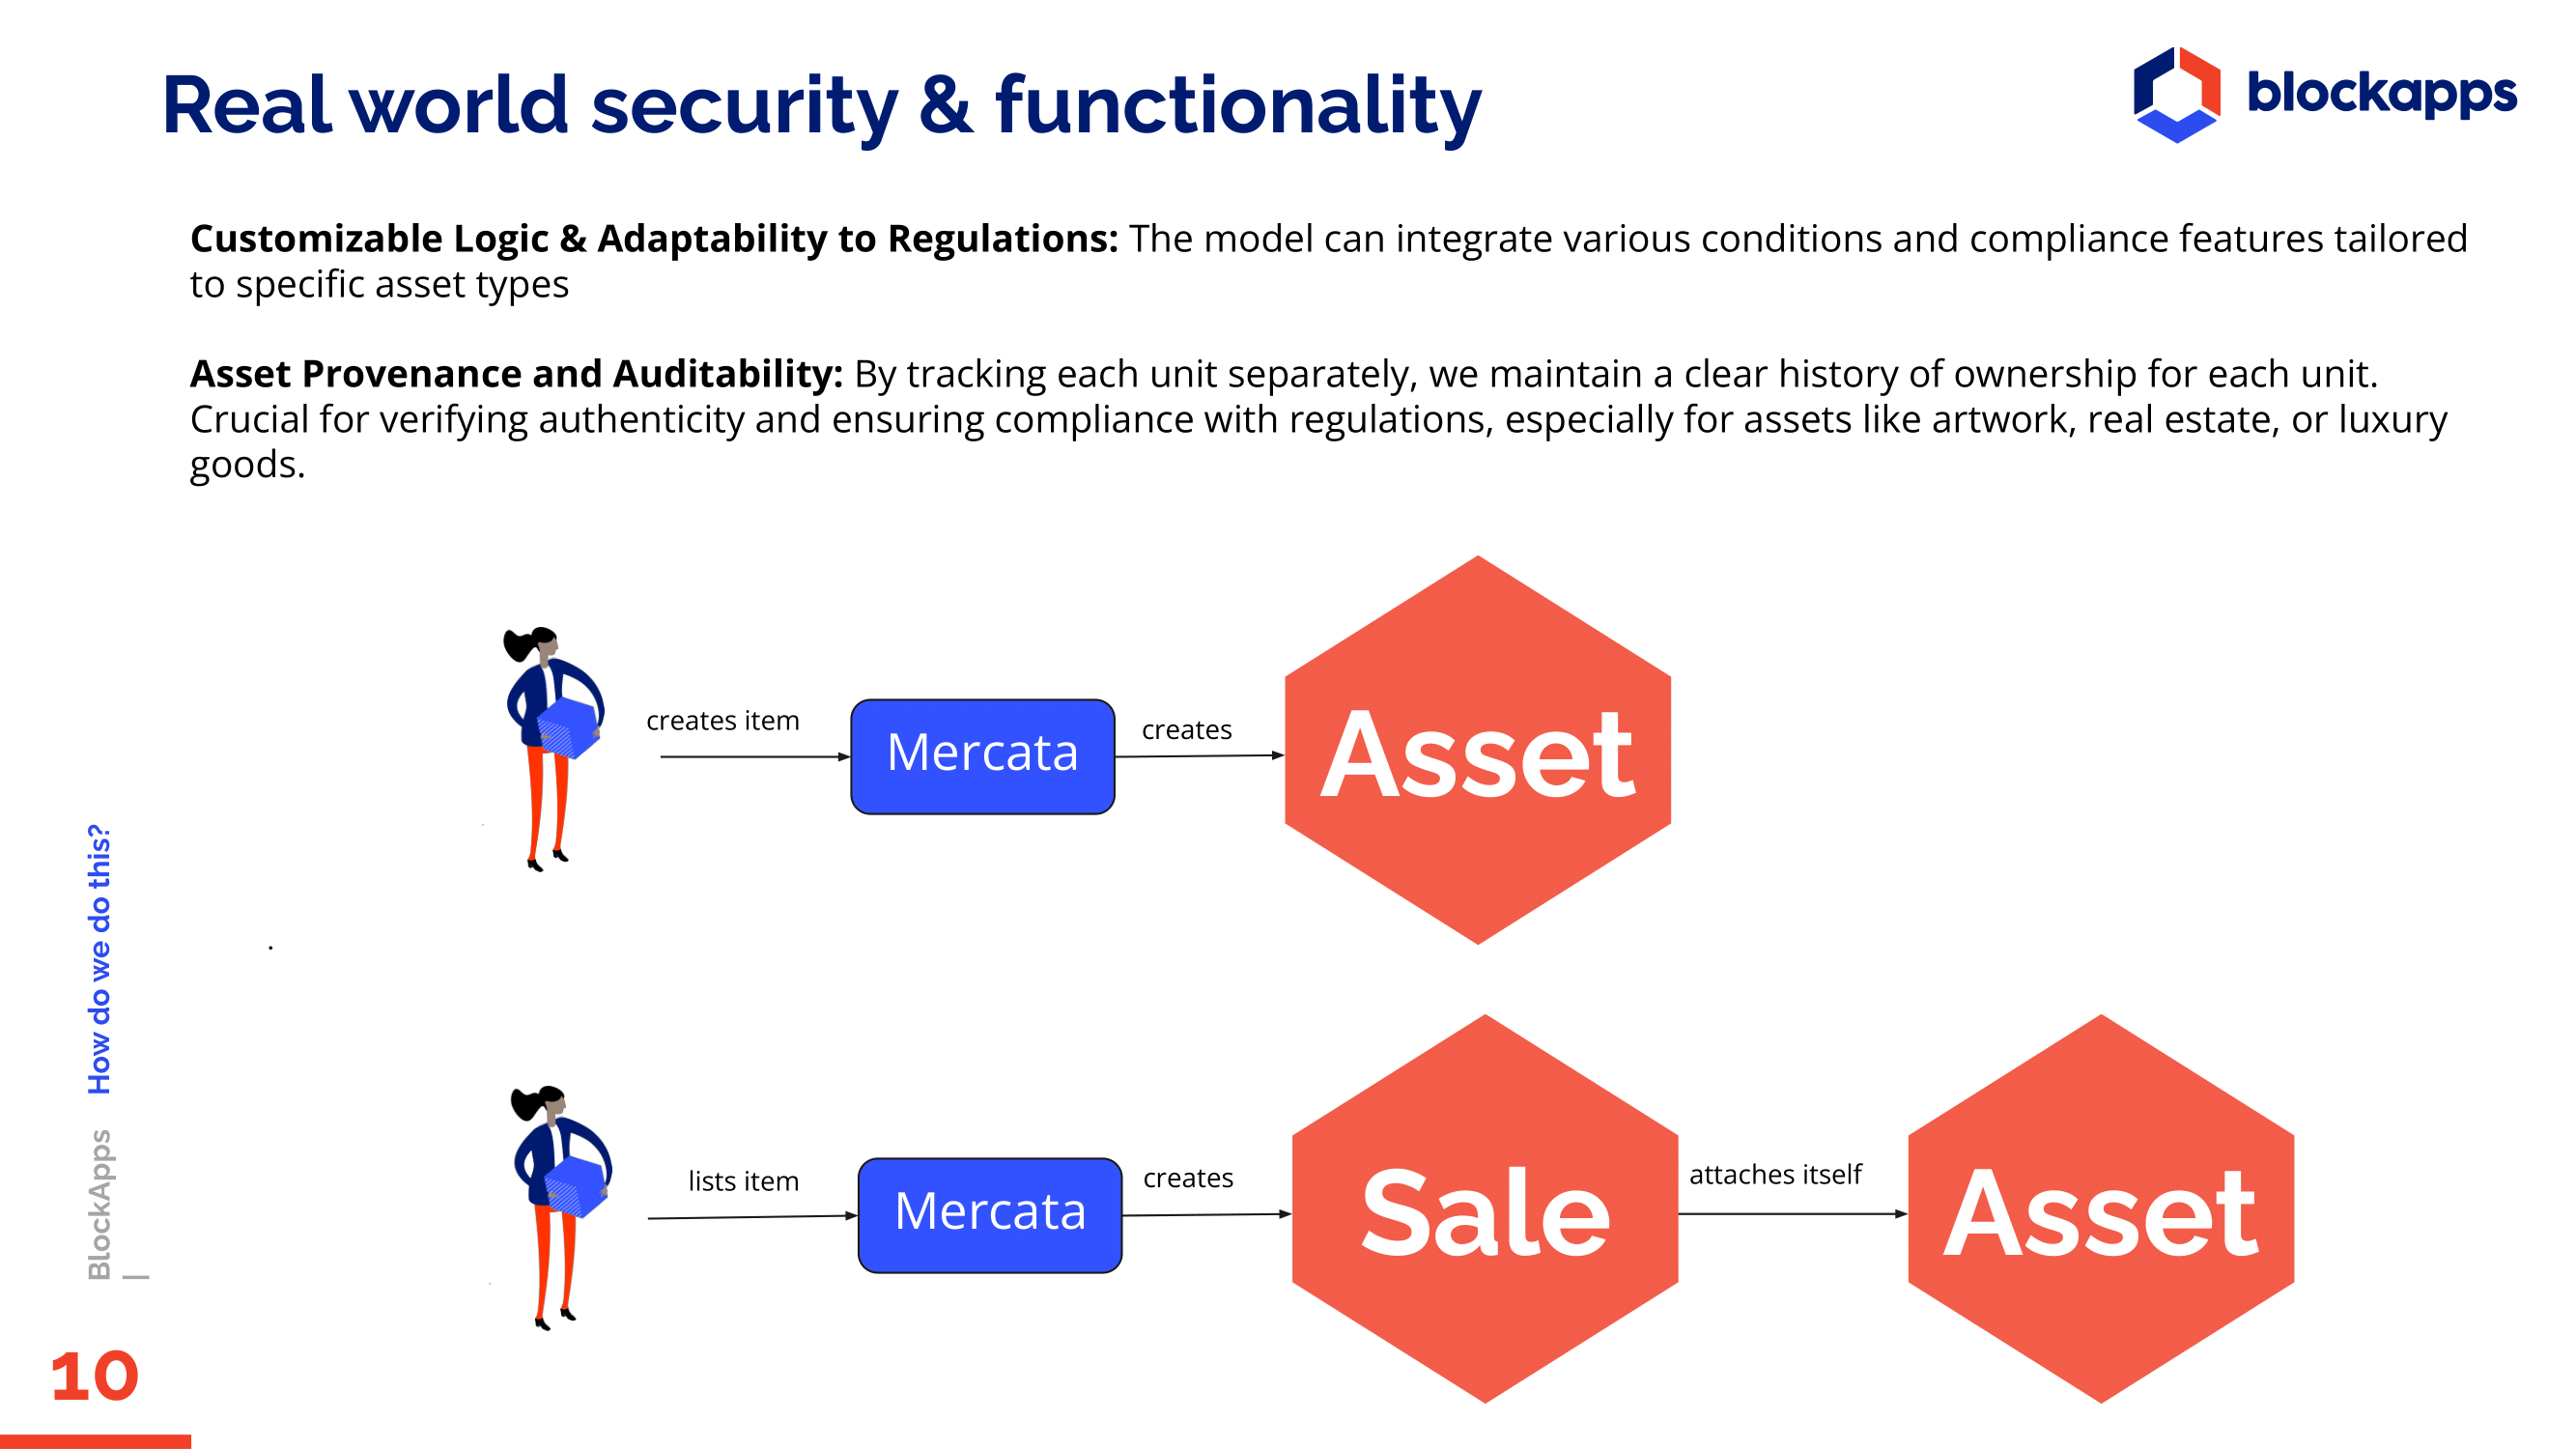 Real world security & functionality
blockapps
Customizable Logic & Adaptability to Regulations: The model can integrate various conditions and compliance features tailored
to specific asset types
Asset Provenance and Auditability: By tracking each unit separately, we maintain a clear history of ownership for each unit.
Crucial for verifying authenticity and ensuring compliance with regulations, especially for assets like artwork, real estate, or luxury
goods.
creates item
Mercata
creates
Asset
.
lists item
Mercata
creates
Sale
attaches itself
Asset
BlockApps How do we do this?
|
10